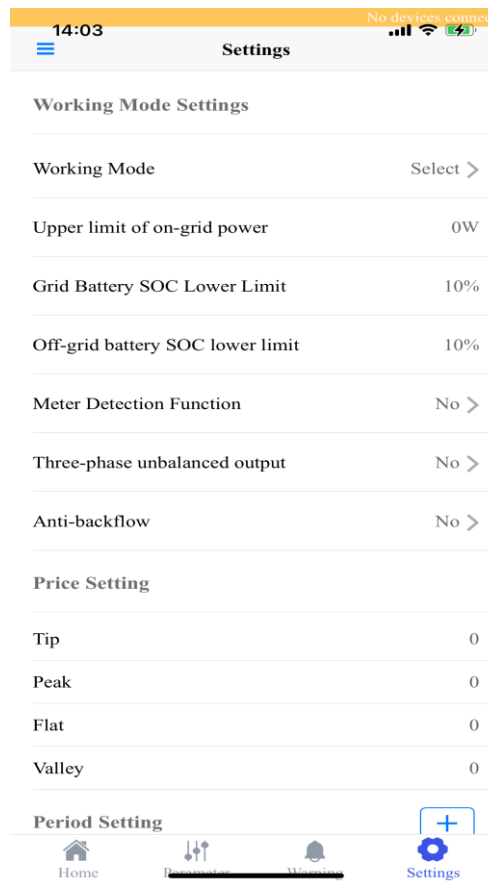 No devices connec
14:03
Settings
Working Mode Settings
Working Mode Select
Upper limit of on-grid power 0W
Grid Battery SOC Lower Limit 10%
Off-grid battery SOC lower limit 10%
Meter Detection Function No
Three-phase unbalanced output No
Anti-backflow No
Price Setting
Tip 0
Peak 0
Flat 0
Valley 0
Period Setting +
Home Parameter Warning Settings